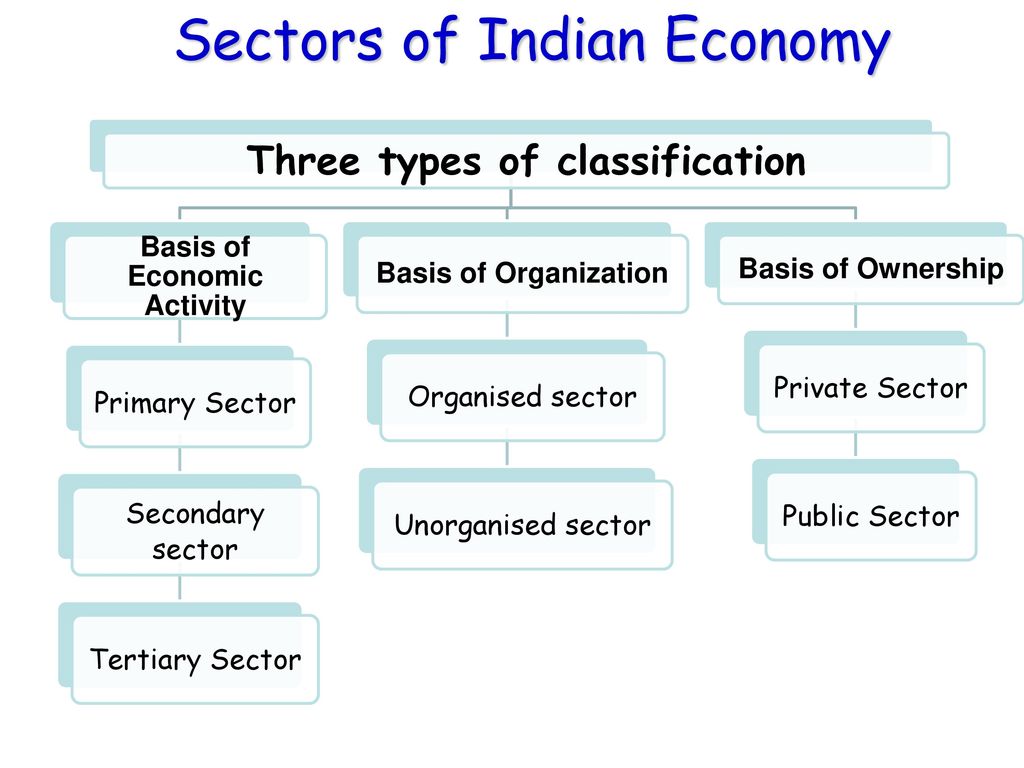 Sectors of Indian Economy
Three types of classification
Basis of
Economic
Activity
Primary Sector
Secondary
sector
Tertiary Sector
Basis of Organization
Organised sector
Unorganised sector
Basis of Ownership
Private Sector
Public Sector